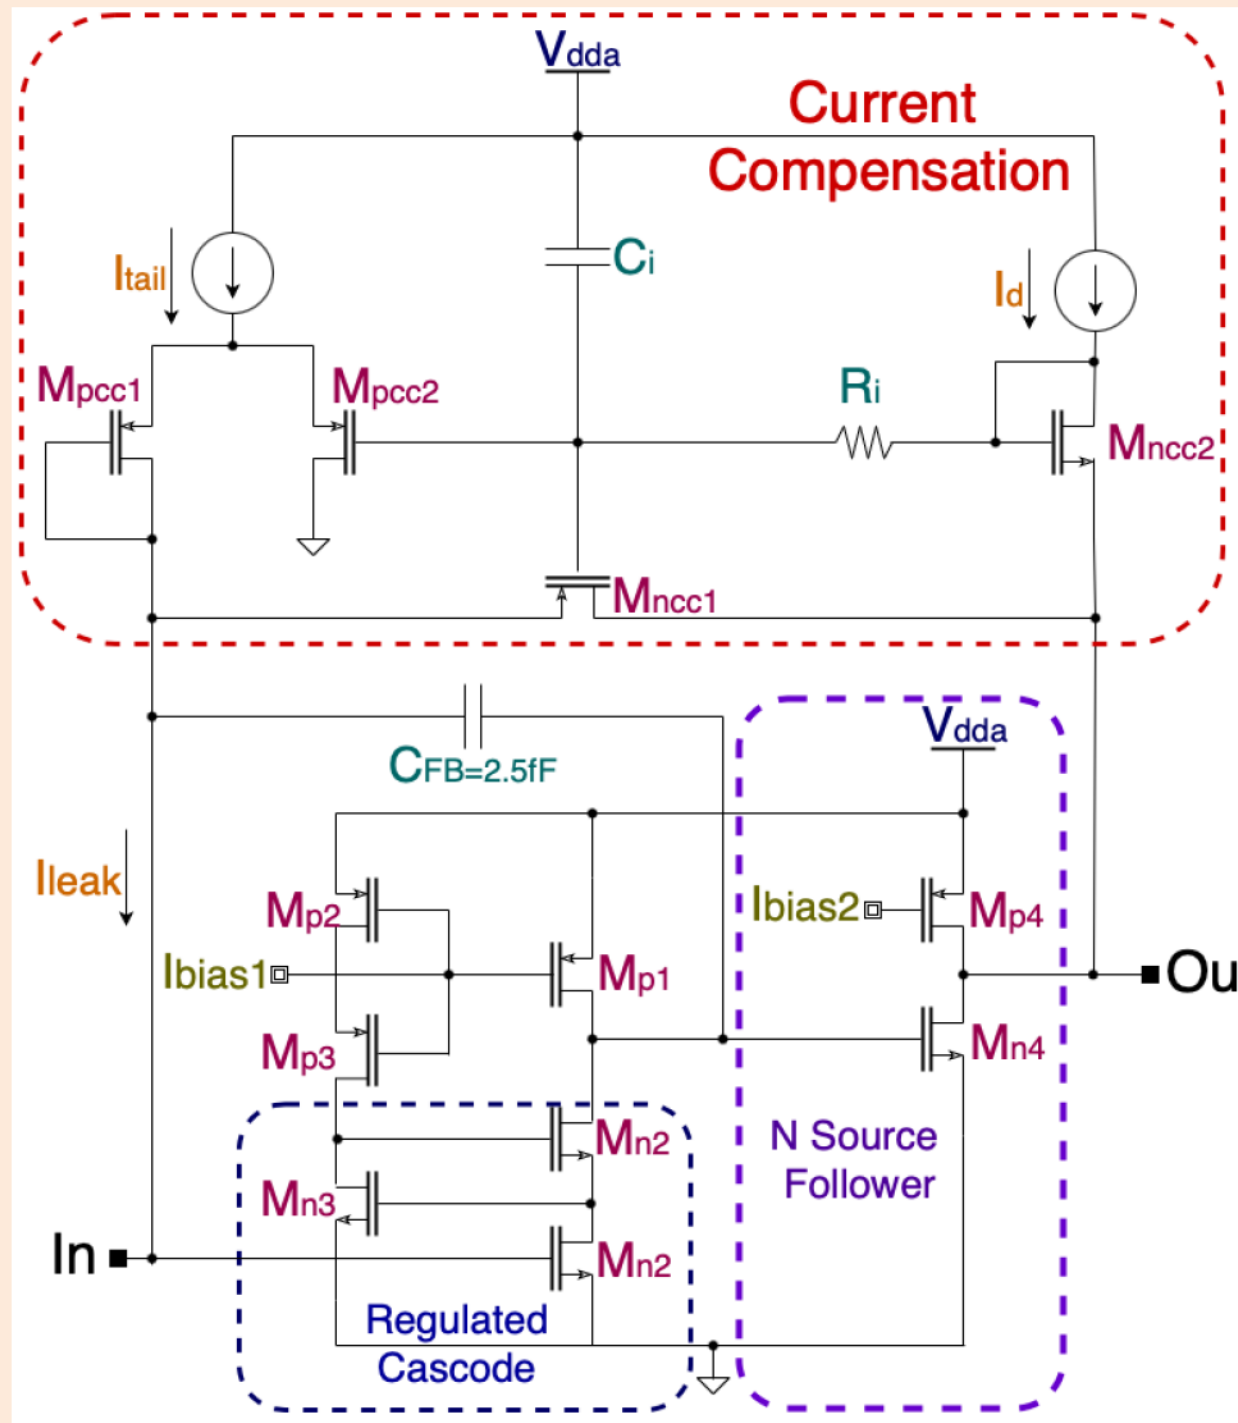 Vdda
Current
Compensation
Itail
Ci
Id
Mpcc1
Mpcc2
Ri
Mncc2
Mncc1
CFB=2.5fF
Vdda
Ileak
Mp2
Ibias2
Mp4
Ibias1
Mp1
Ou
Mp3
Mn4
Mn2
N Source
Follower
Mn3
In
Mn2
Regulated
Cascode